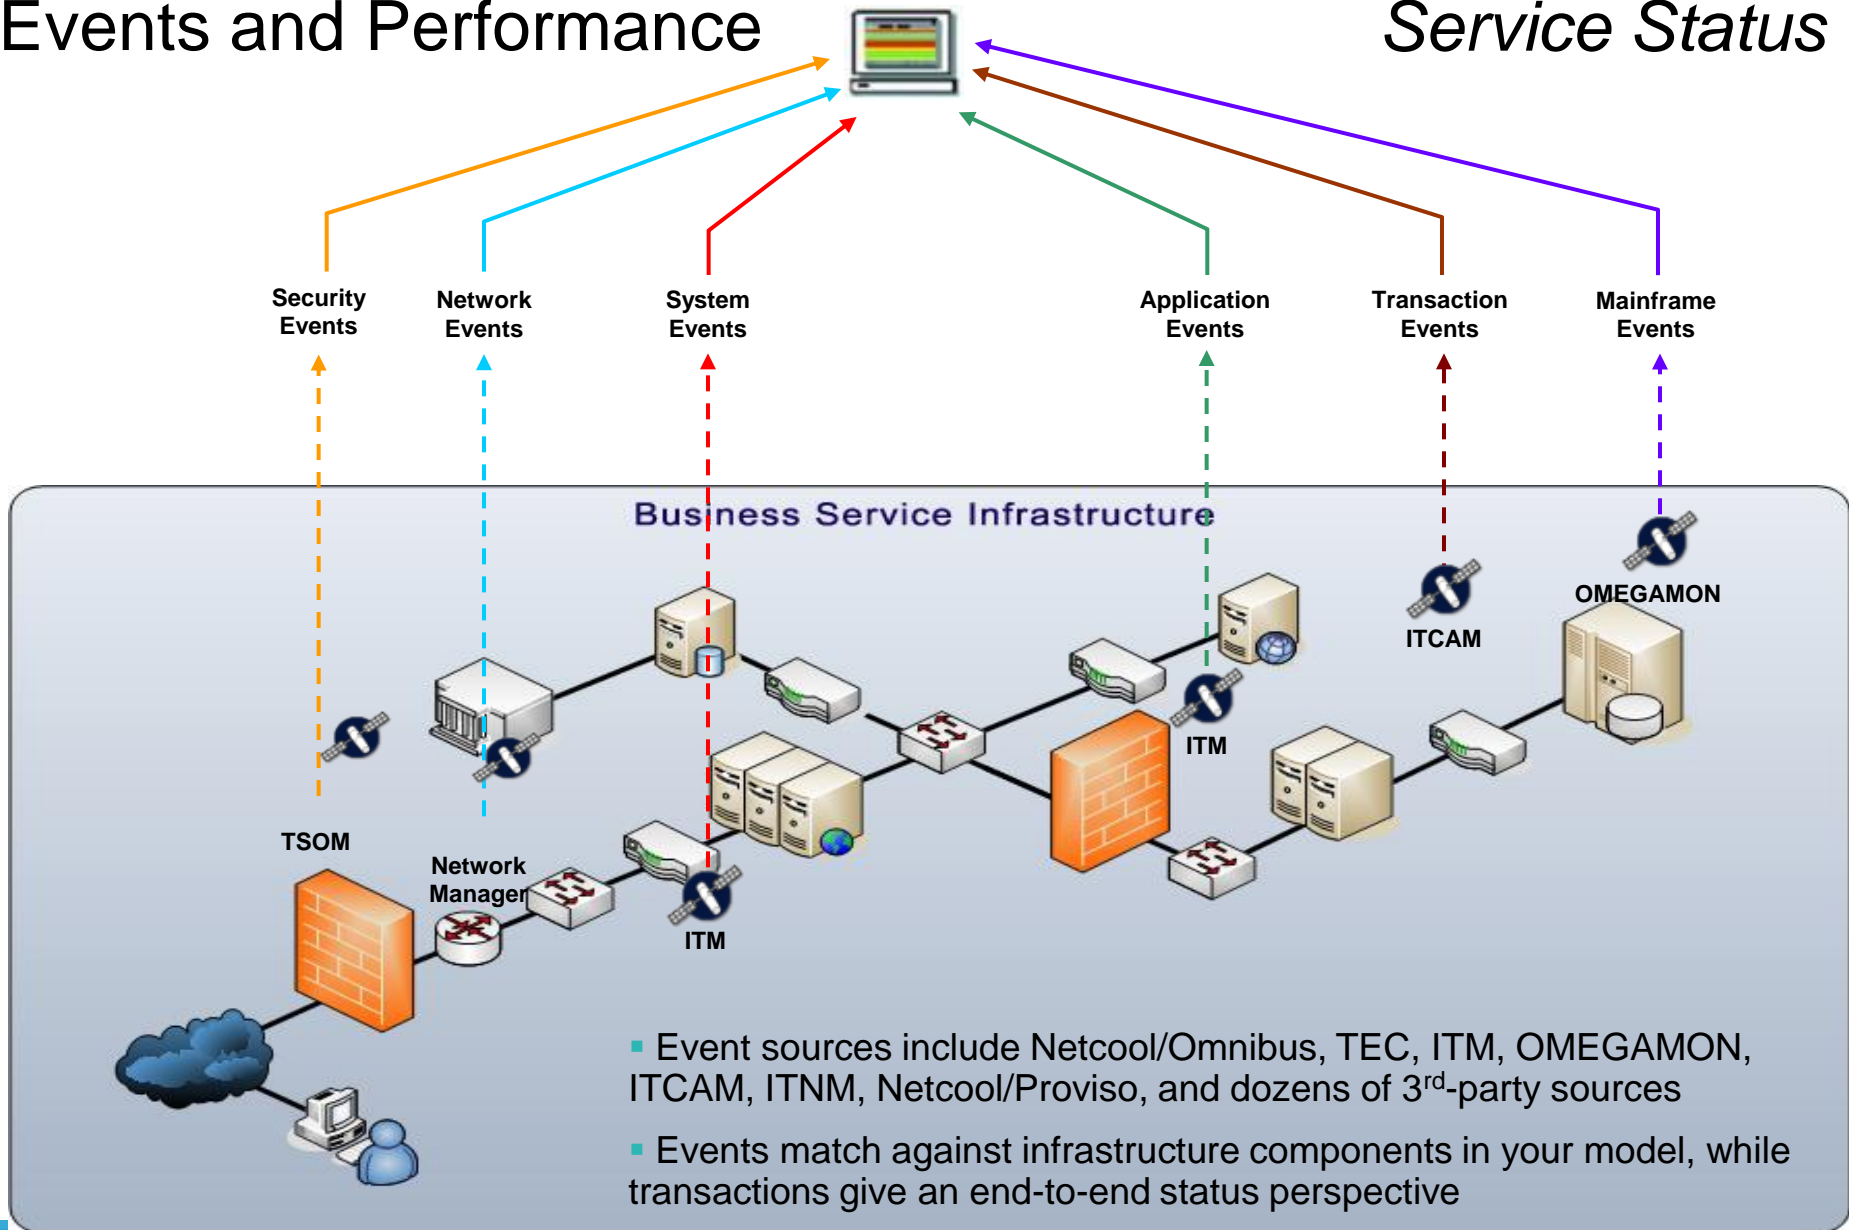 Events and Performance
Service Status
Security
Events
Network
Events
System
Events
Application
Events
Transaction
Events
Mainframe
Events
Business Service Infrastructure
OMEGAMON
ITCAM
ITM
TSOM
Network
Manager
ITM
▪ Event sources include Netcool/Omnibus, TEC, ITM, OMEGAMON,
ITCAM, ITNM, Netcool/Proviso, and dozens of 3rd-party sources
▪ Events match against infrastructure components in your model, while
transactions give an end-to-end status perspective